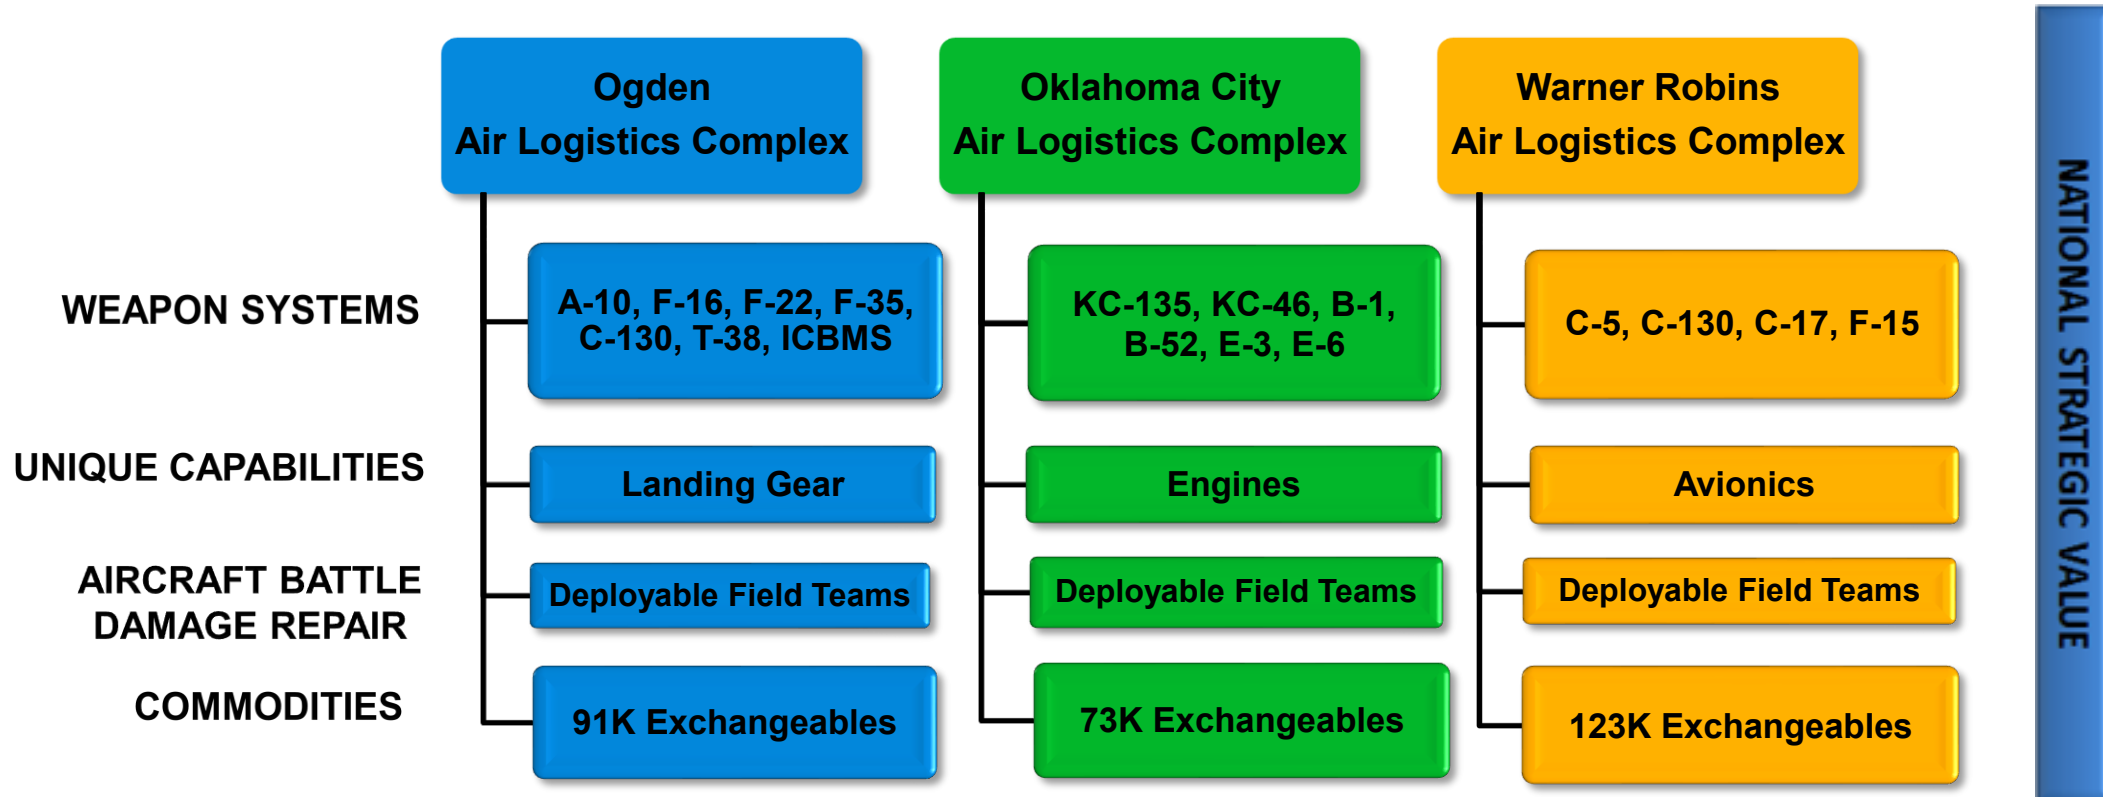 Ogden
Air Logistics Complex
Oklahoma City
Air Logistics Complex
Warner Robins
Air Logistics Complex
WEAPON SYSTEMS
A-10, F-16, F-22, F-35,
C-130, T-38, ICBMS
KC-135, KC-46, B-1,
B-52, E-3, E-6
C-5, C-130, C-17, F-15
UNIQUE CAPABILITIES
Landing Gear
Engines
Avionics
AIRCRAFT BATTLE
DAMAGE REPAIR
Deployable Field Teams
Deployable Field Teams
Deployable Field Teams
COMMODITIES
91K Exchangeables
73K Exchangeables
123K Exchangeables
NATIONAL STRATEGIC VALUE